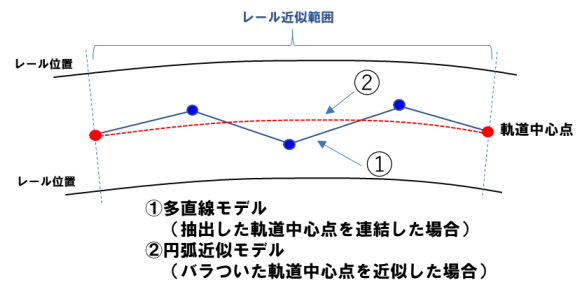 レール近似範囲
レール位置
②
軌道中心点
①
レール位置
①多直線モデル
（抽出した軌道中心点を連結した場合）
②円弧近似モデル
（バラついた軌道中心点を近似した場合）